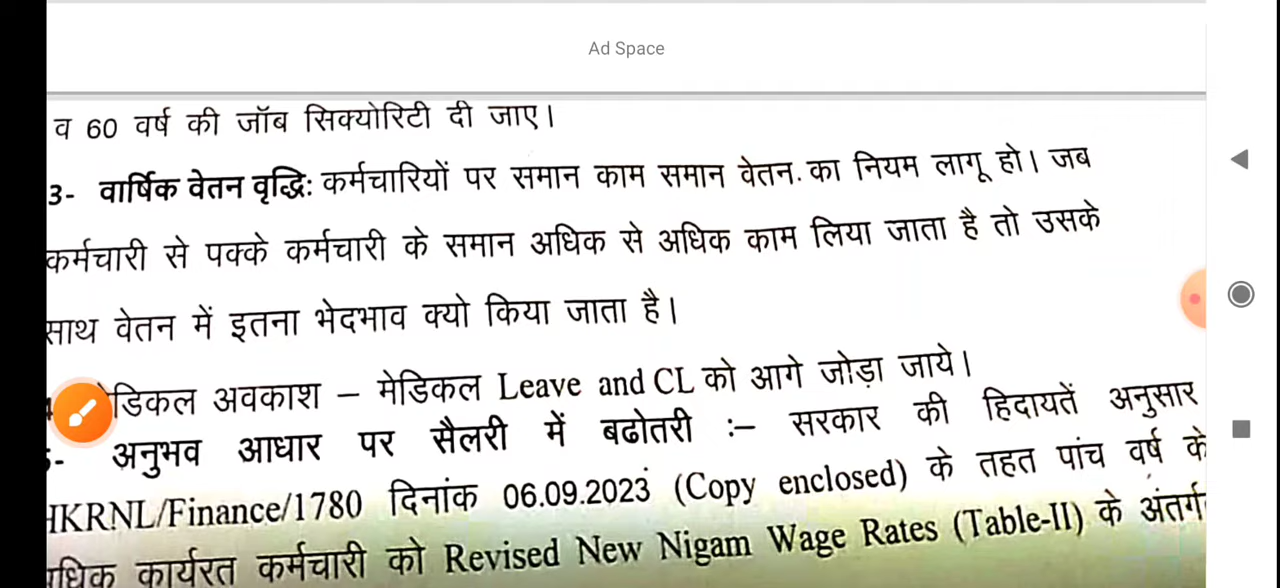 Ad Space
व 60 वर्ष की जॉब सिक्योरिटी दी जाए।
3- वार्षिक वेतन वृद्धिः कर्मचारियों पर समान काम समान वेतन का नियम लागू हो। जब
कर्मचारी से पक्के कर्मचारी के समान अधिक से अधिक काम लिया जाता है तो उसके
साथ वेतन में इतना भेदभाव क्यो किया जाता है।
अवकाश – मेडिकल Leave and CL को आगे जोड़ा जाये।
अनुभव आधार पर सैलरी में बढोतरी :– सरकार की हिदायतें अनुसार
HKRNL/Finance/1780 दिनांक 06.09.2023 (Copy enclosed) के तहत पांच वर्ष के
कार्यरत कर्मचारी को Revised New Nigam Wage Rates (Table-II) के